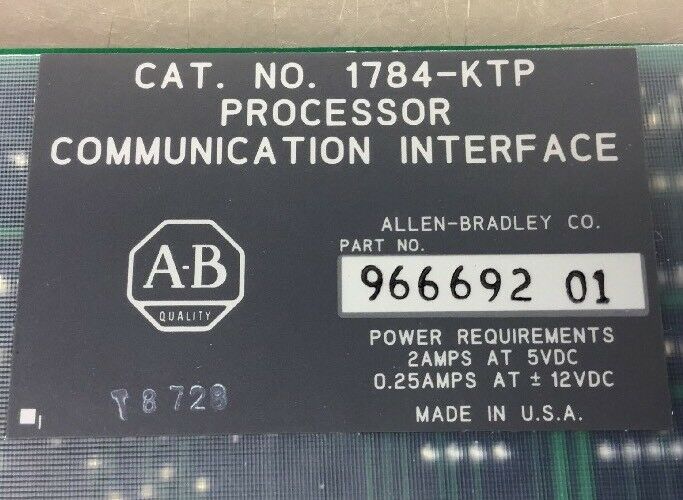 CAT. NO. 1784-KTP
PROCESSOR
COMMUNICATION INTERFACE
A-B
QUALITY
ALLEN-BRADLEY CO.
PART NO.
966692 01
POWER REQUIREMENTS
2AMPS AT 5VDC
0.25AMPS AT ± 12VDC
MADE IN U.S.A.
T8728